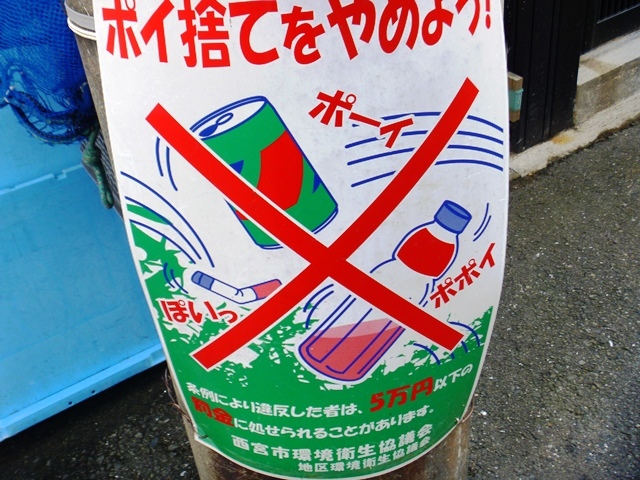 ポイ捨てをやめよう!
ポーイ
ポポイ
ぽいっ
条例により違反した者は、5万円以下の
罰金に処せられることがあります。
西宮市環境衛生協議会
地区環境衛生協議会